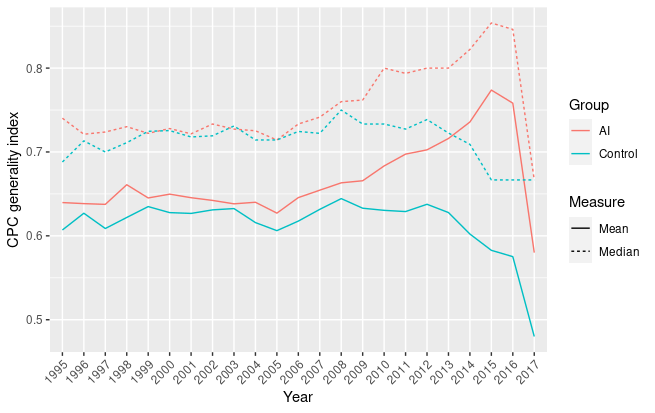 CPC generality index
0.8
0.7
0.6
0.5
1995 1996 1997 1998 1999 2000 2001 2002 2003 2004 2005 2006 2007 2008 2009 2010 2011 2012 2013 2014 2015 2016 2017
Year
Group
AI
Control
Measure
Mean
Median